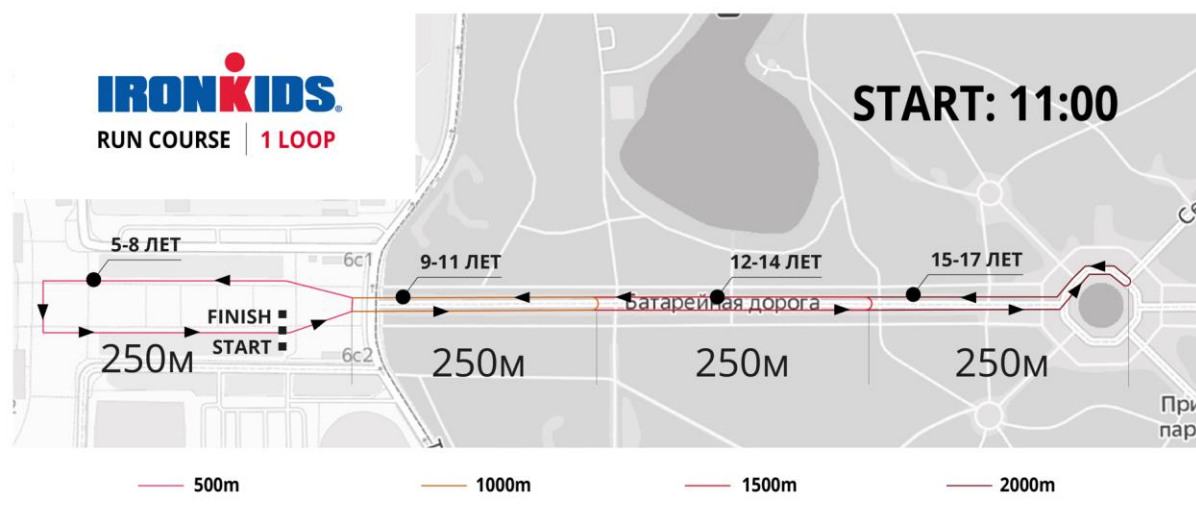 IRONKIDS.
RUN COURSE | 1 LOOP
START: 11:00
5-8 ЛЕТ
9-11 ЛЕТ
12-14 ЛЕТ
15-17 ЛЕТ
6с1
Батарейная дорога
FINISH
START
6с2
250м
250м
250м
250м
500m
1000m
1500m
2000m